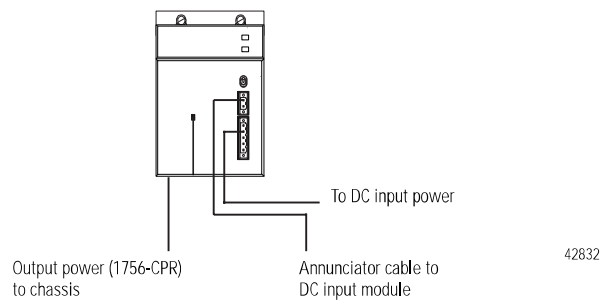 To DC input power
Output power (1756-CPR)
to chassis
Annunciator cable to
DC input module
42832